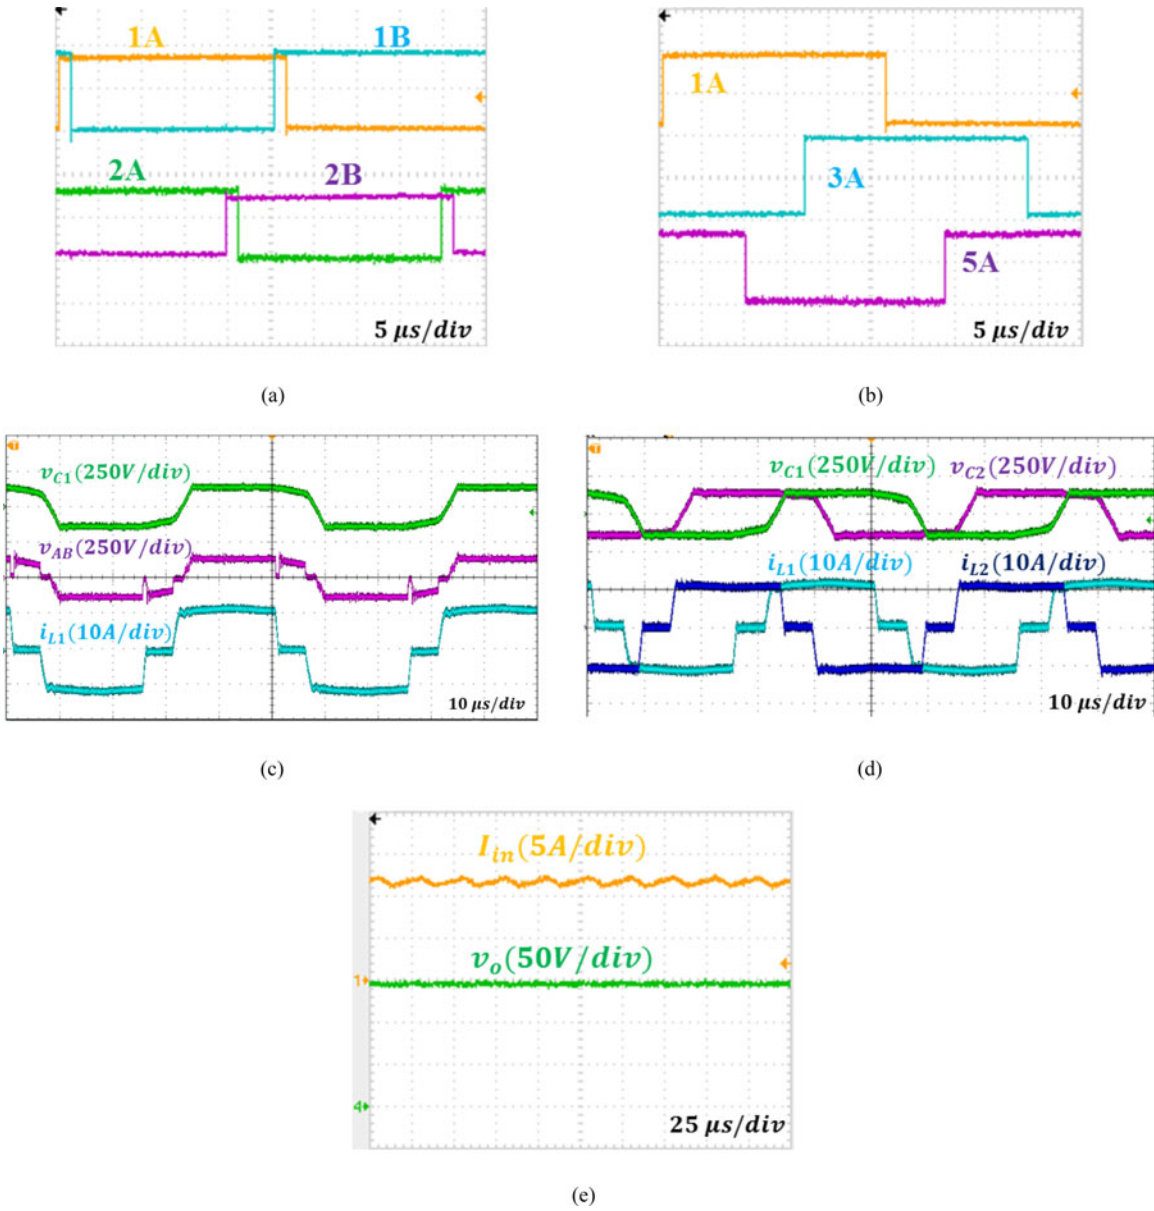 1A 1B
2A 2B
5 μs/div
(a)
1A
3A
5A
5 μs/div
(b)
T
v_C1(250V/div)
v_AB(250V/div)
i_L1(10A/div)
10 μs/div
(c)
T
v_C1(250V/div) v_C2(250V/div)
i_L1(10A/div) i_L2(10A/div)
10 μs/div
(d)
I_in(5A/div)
v_o(50V/div)
1
4
25 μs/div
(e)